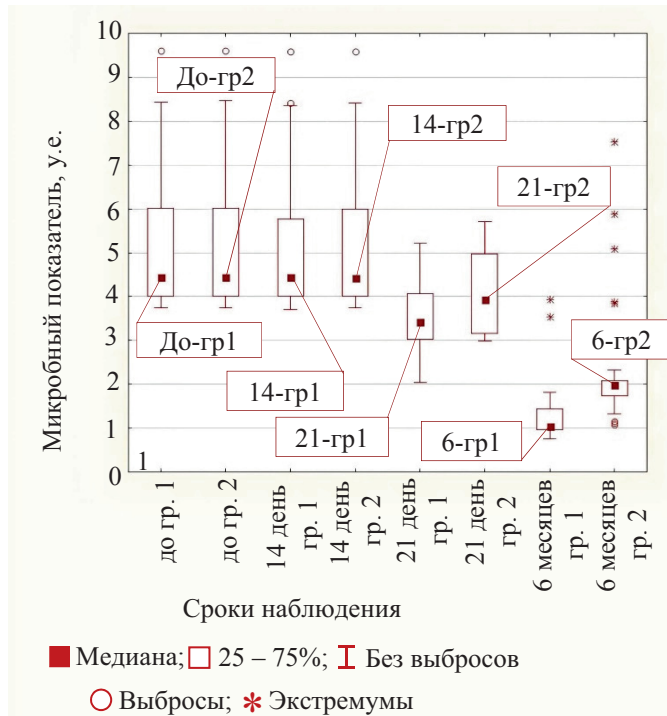 Микробный показатель, у.е.
10
9
8
7
6
5
4
3
2
1
0
1
До-гр2
14-гр2
21-гр2
До-гр1
14-гр1
21-гр1
6-гр1
6-гр2
до гр. 1
до гр. 2
14 день
гр. 1
14 день
гр. 2
21 день
гр. 1
21 день
гр. 2
6 месяцев
гр. 1
6 месяцев
гр. 2
Сроки наблюдения
Медиана; 25 – 75%; Без выбросов
Выбросы; Экстремумы